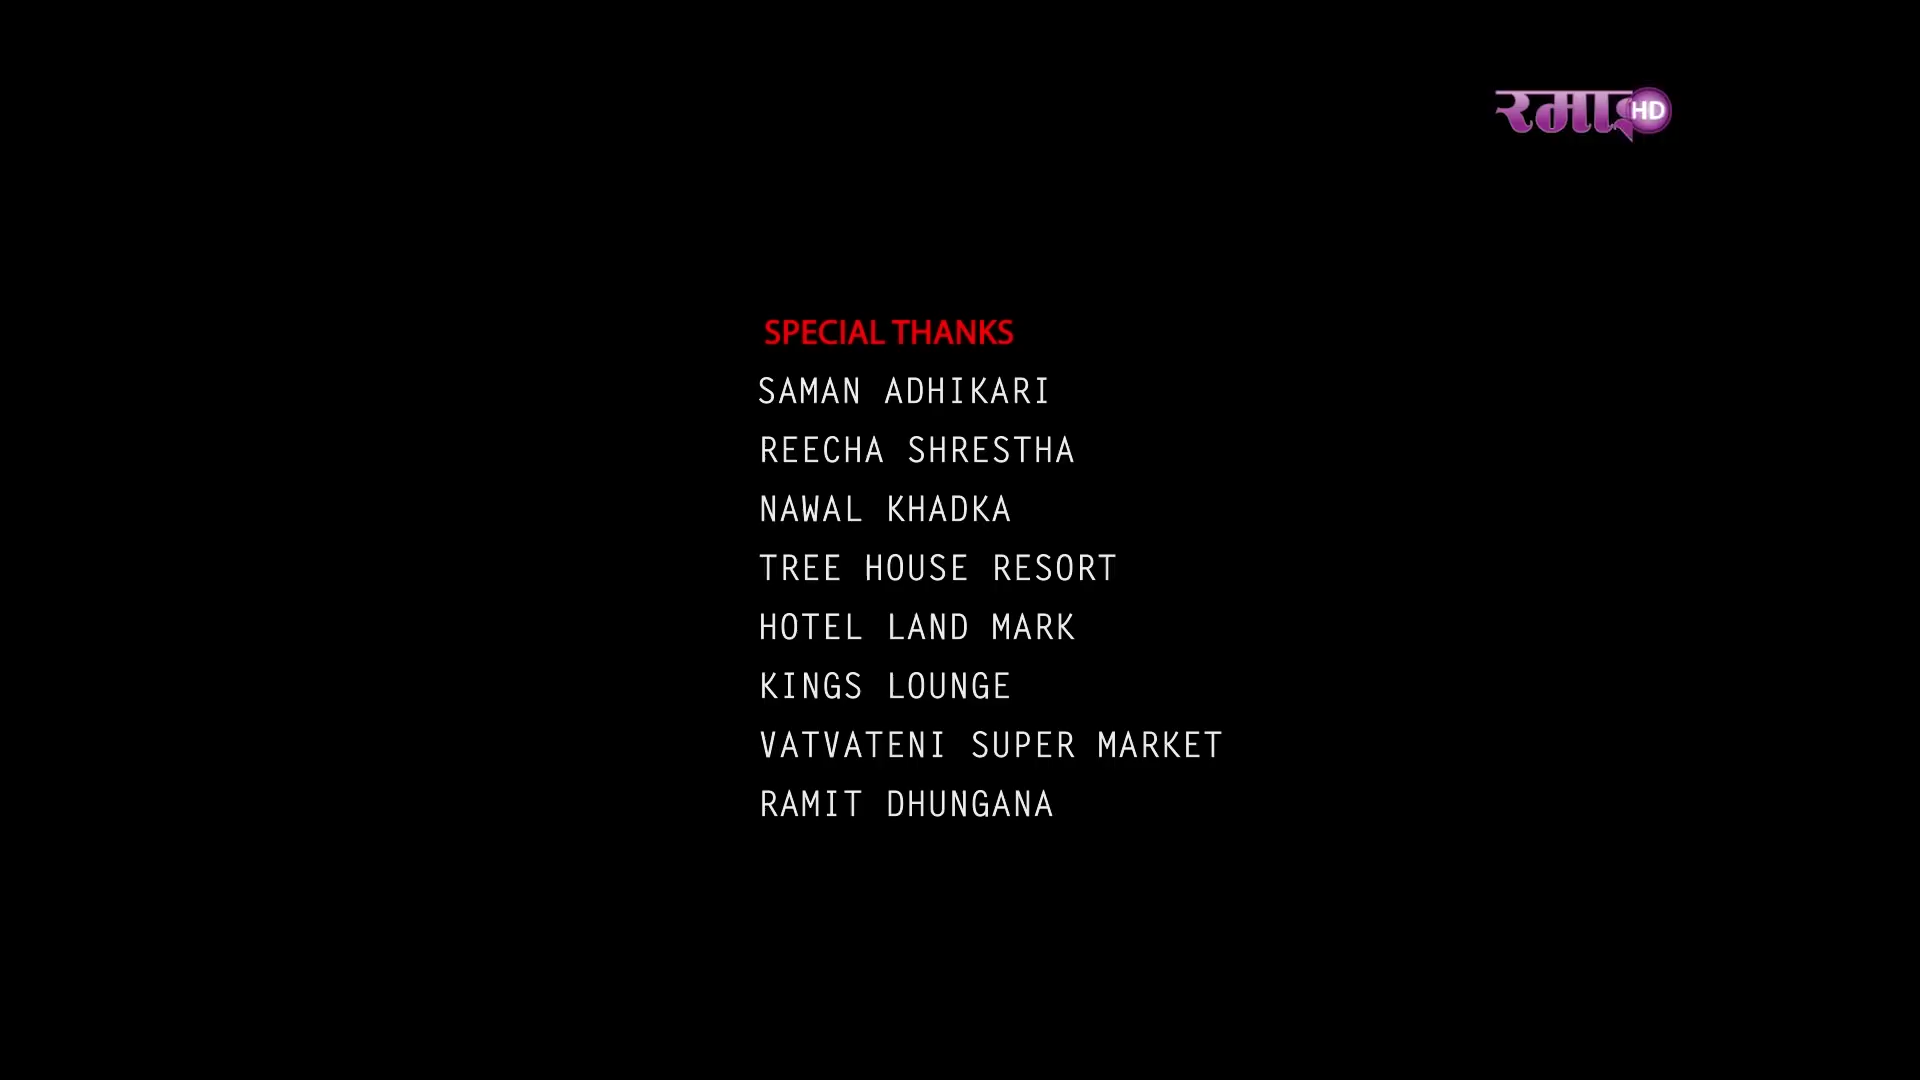 रमाइ HD
SPECIAL THANKS
SAMAN ADHIKARI
REECHA SHRESTHA
NAWAL KHADKA
TREE HOUSE RESORT
HOTEL LAND MARK
KINGS LOUNGE
VATVATENI SUPER MARKET
RAMIT DHUNGANA